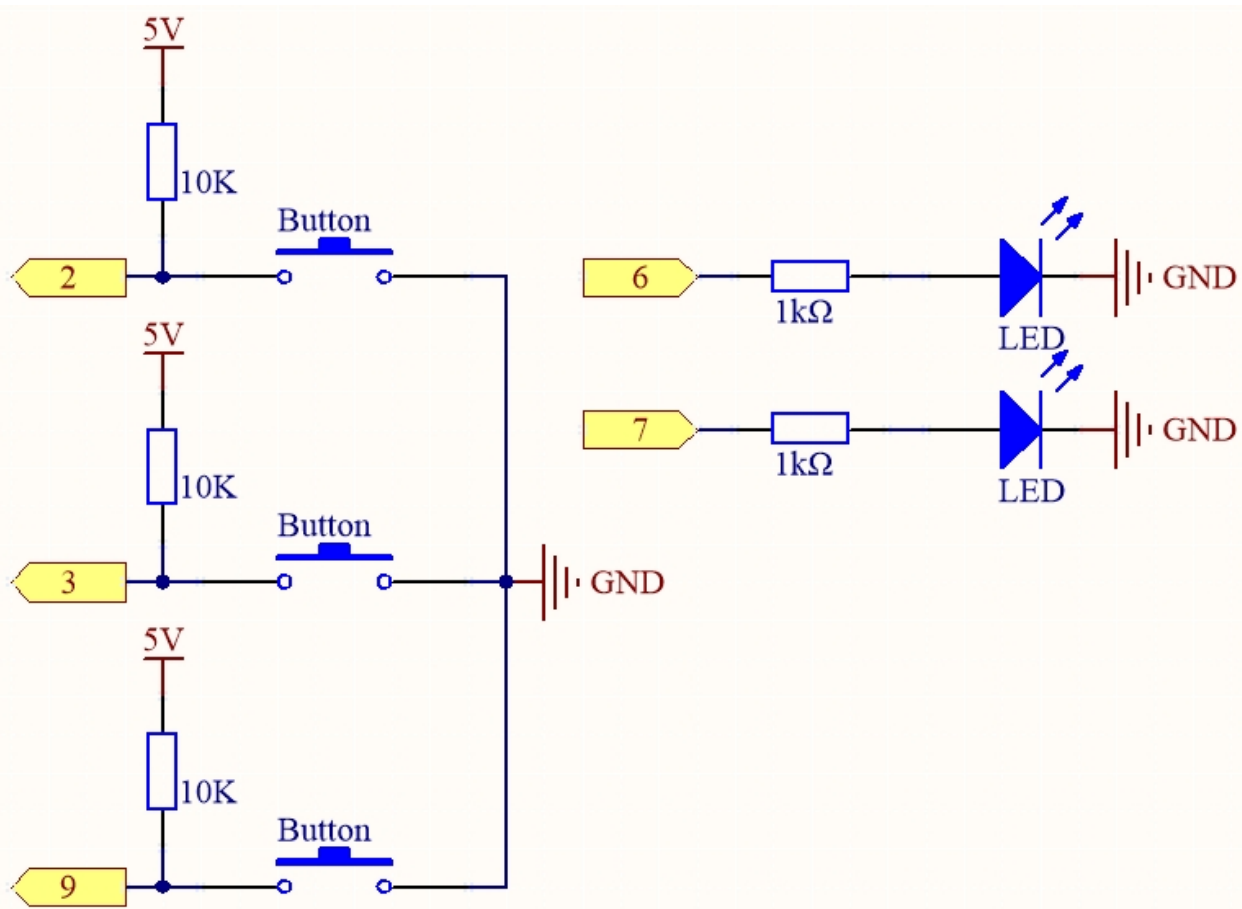 5V
10K
Button
2
5V
10K
Button
3
GND
5V
10K
Button
9
6
1kΩ
LED
GND
7
1kΩ
LED
GND